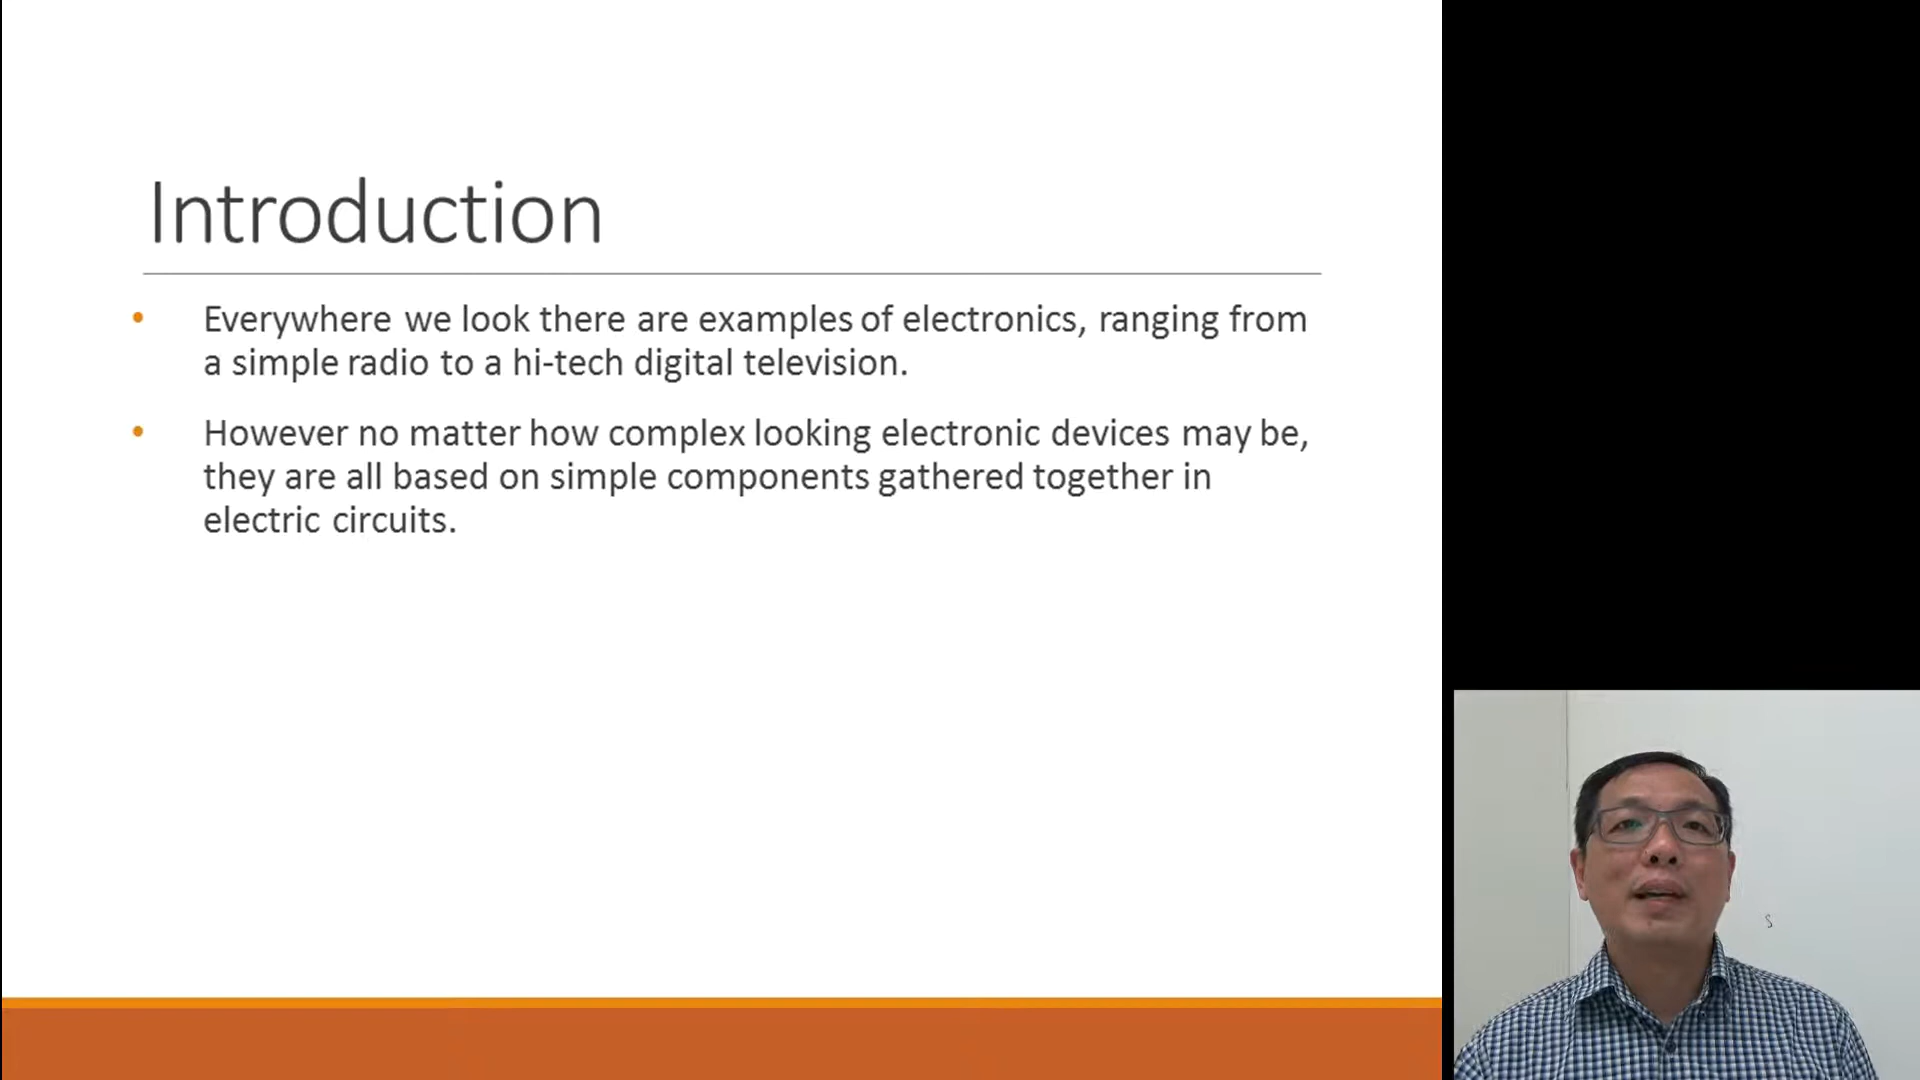 Introduction
• Everywhere we look there are examples of electronics, ranging from
a simple radio to a hi-tech digital television.
• However no matter how complex looking electronic devices may be,
they are all based on simple components gathered together in
electric circuits.
s